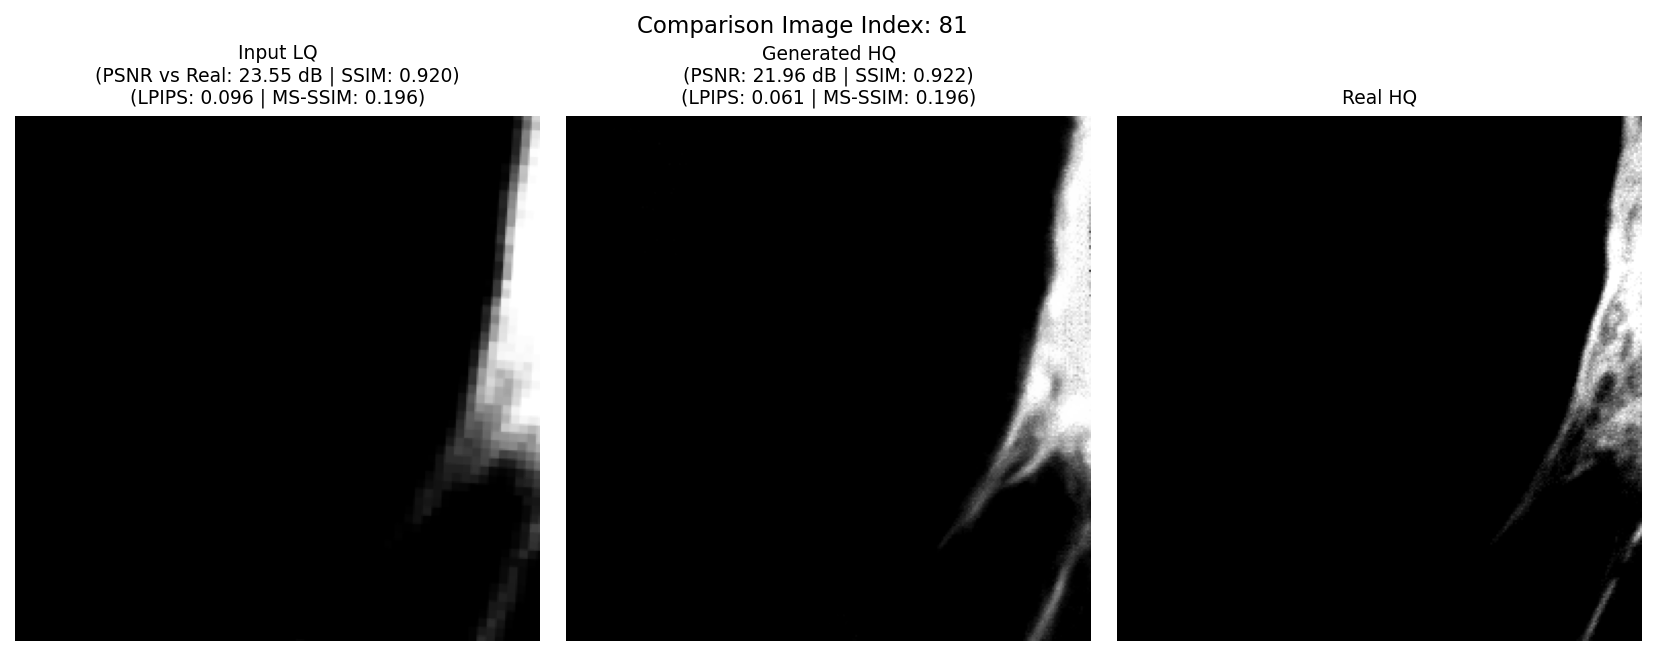 Comparison Image Index: 81
Input LQ
(PSNR vs Real: 23.55 dB | SSIM: 0.920)
(LPIPS: 0.096 | MS-SSIM: 0.196)
Generated HQ
(PSNR: 21.96 dB | SSIM: 0.922)
(LPIPS: 0.061 | MS-SSIM: 0.196)
Real HQ